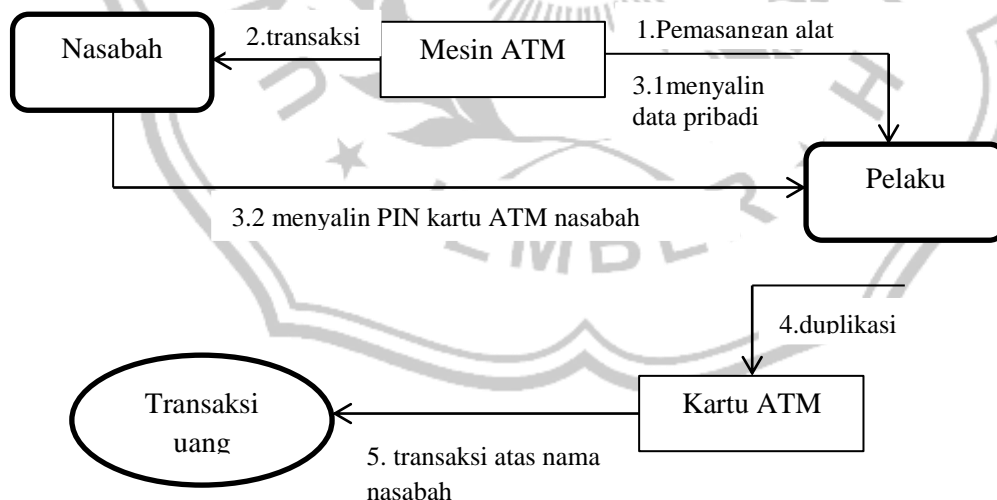 Nasabah
2.transaksi
Mesin ATM
1.Pemasangan alat
3.1menyalin
data pribadi
Pelaku
3.2 menyalin PIN kartu ATM nasabah
4.duplikasi
Transaksi
uang
Kartu ATM
5. transaksi atas nama
nasabah